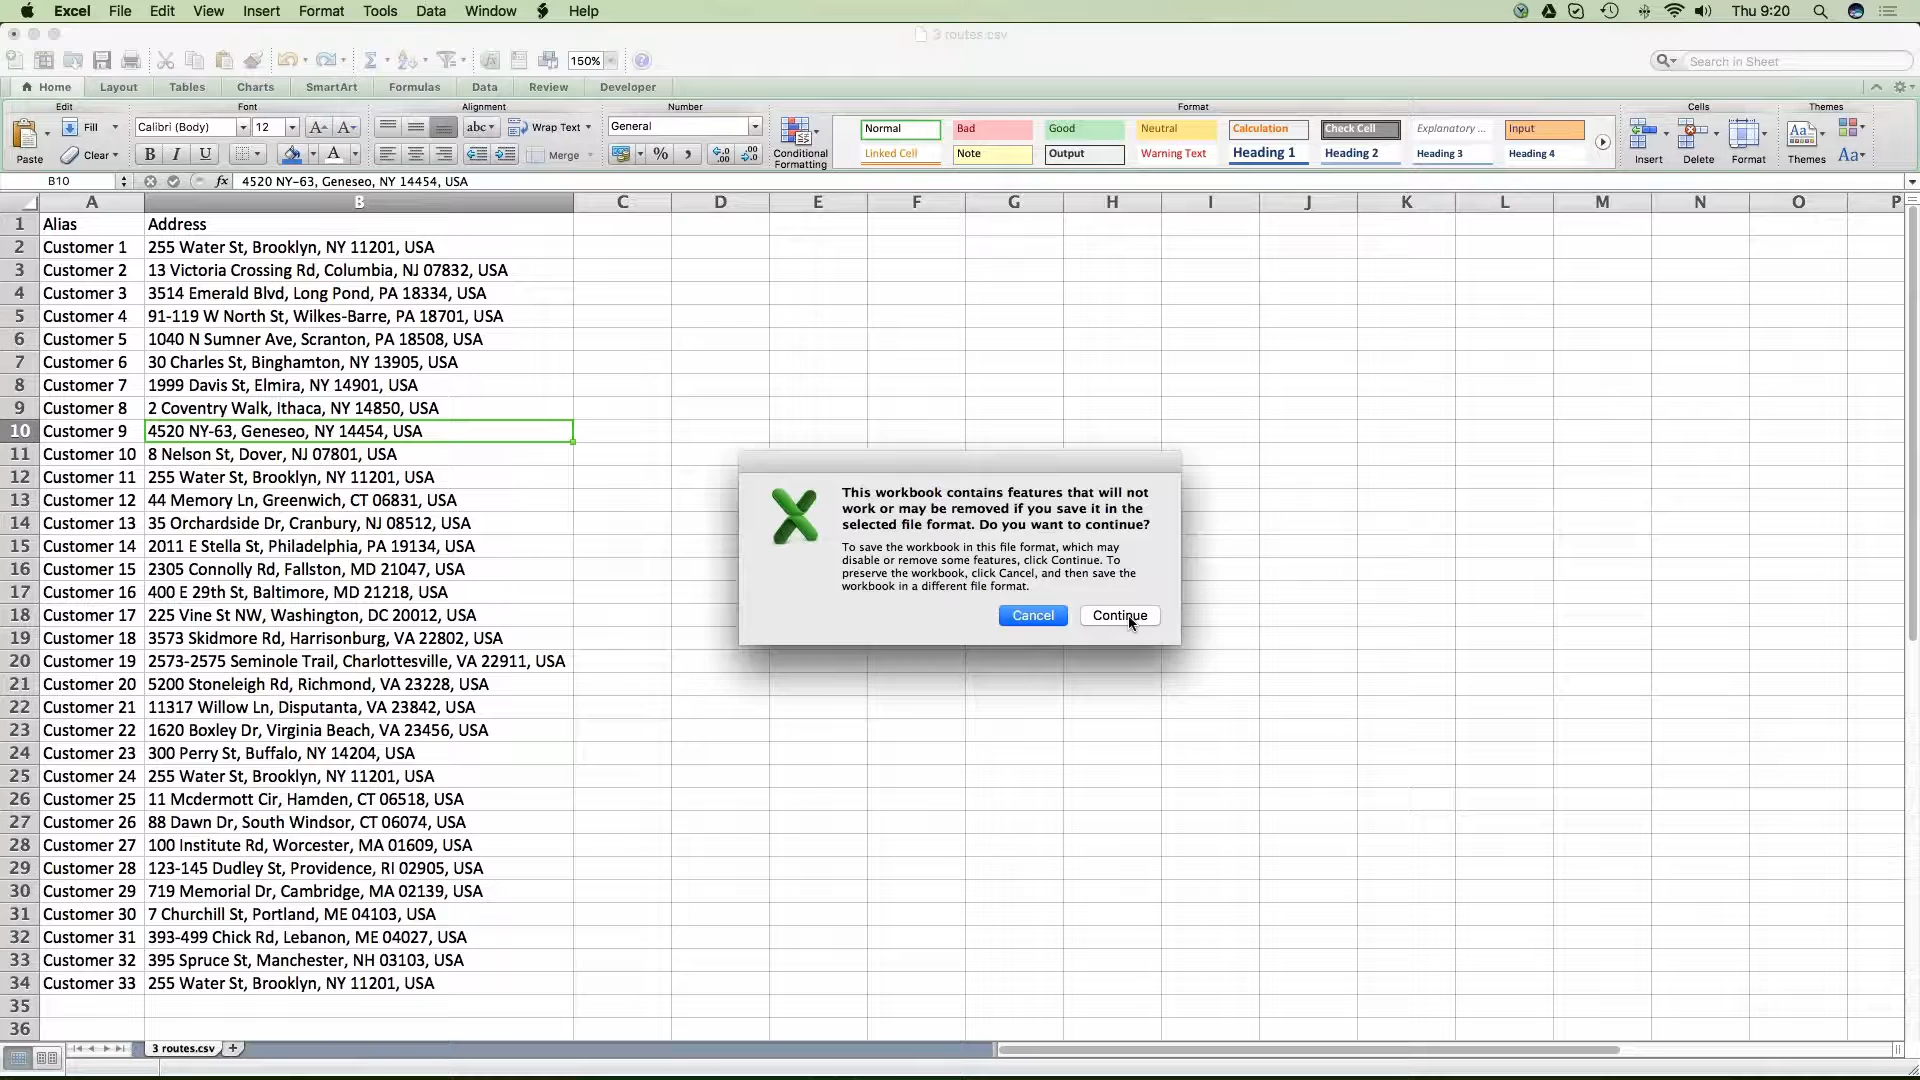 Excel File Edit View Insert Format Tools Data Window Help Thu 9:20
3 routes.csv
150% Search in Sheet
Home Layout Tables Charts SmartArt Formulas Data Review Developer
Edit Font Alignment Number Format Cells Themes
Fill Calibri (Body) 12 A A abc Wrap Text General Normal Bad Good Neutral Calculation Check Cell Explanatory ... Input
Paste Clear B I U A Merge % Conditional Formatting Linked Cell Note Output Warning Text Heading 1 Heading 2 Heading 3 Heading 4 Insert Delete Format Themes Aa
B10 fx 4520 NY-63, Geneseo, NY 14454, USA
A B C D E F G H I J K L M N O P
1 Alias Address
2 Customer 1 255 Water St, Brooklyn, NY 11201, USA
3 Customer 2 13 Victoria Crossing Rd, Columbia, NJ 07832, USA
4 Customer 3 3514 Emerald Blvd, Long Pond, PA 18334, USA
5 Customer 4 91-119 W North St, Wilkes-Barre, PA 18701, USA
6 Customer 5 1040 N Sumner Ave, Scranton, PA 18508, USA
7 Customer 6 30 Charles St, Binghamton, NY 13905, USA
8 Customer 7 1999 Davis St, Elmira, NY 14901, USA
9 Customer 8 2 Coventry Walk, Ithaca, NY 14850, USA
10 Customer 9 4520 NY-63, Geneseo, NY 14454, USA
11 Customer 10 8 Nelson St, Dover, NJ 07801, USA
12 Customer 11 255 Water St, Brooklyn, NY 11201, USA
13 Customer 12 44 Memory Ln, Greenwich, CT 06831, USA
14 Customer 13 35 Orchardside Dr, Cranbury, NJ 08512, USA
15 Customer 14 2011 E Stella St, Philadelphia, PA 19134, USA
16 Customer 15 2305 Connolly Rd, Fallston, MD 21047, USA
17 Customer 16 400 E 29th St, Baltimore, MD 21218, USA
18 Customer 17 225 Vine St NW, Washington, DC 20012, USA
19 Customer 18 3573 Skidmore Rd, Harrisonburg, VA 22802, USA
20 Customer 19 2573-2575 Seminole Trail, Charlottesville, VA 22911, USA
21 Customer 20 5200 Stoneleigh Rd, Richmond, VA 23228, USA
22 Customer 21 11317 Willow Ln, Disputanta, VA 23842, USA
23 Customer 22 1620 Boxley Dr, Virginia Beach, VA 23456, USA
24 Customer 23 300 Perry St, Buffalo, NY 14204, USA
25 Customer 24 255 Water St, Brooklyn, NY 11201, USA
26 Customer 25 11 Mcdermott Cir, Hamden, CT 06518, USA
27 Customer 26 88 Dawn Dr, South Windsor, CT 06074, USA
28 Customer 27 100 Institute Rd, Worcester, MA 01609, USA
29 Customer 28 123-145 Dudley St, Providence, RI 02905, USA
30 Customer 29 719 Memorial Dr, Cambridge, MA 02139, USA
31 Customer 30 7 Churchill St, Portland, ME 04103, USA
32 Customer 31 393-499 Chick Rd, Lebanon, ME 04027, USA
33 Customer 32 395 Spruce St, Manchester, NH 03103, USA
34 Customer 33 255 Water St, Brooklyn, NY 11201, USA
35
36
This workbook contains features that will not
work or may be removed if you save it in the
selected file format. Do you want to continue?
To save the workbook in this file format, which may
disable or remove some features, click Continue. To
preserve the workbook, click Cancel, and then save the
workbook in a different file format.
Cancel Continue
3 routes.csv